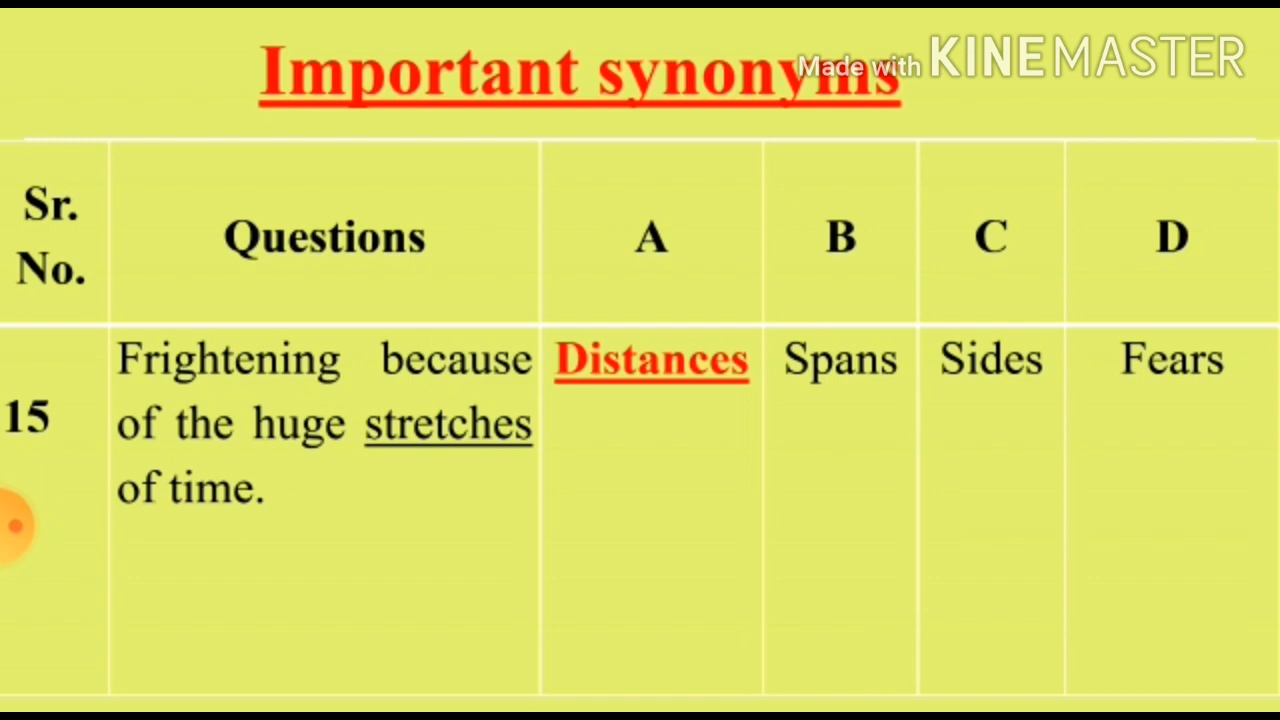 Important synonyms
Made with KINEMASTER
Sr. No. Questions A B C D
15 Frightening because Distances Spans Sides Fears
of the huge stretches
of time.